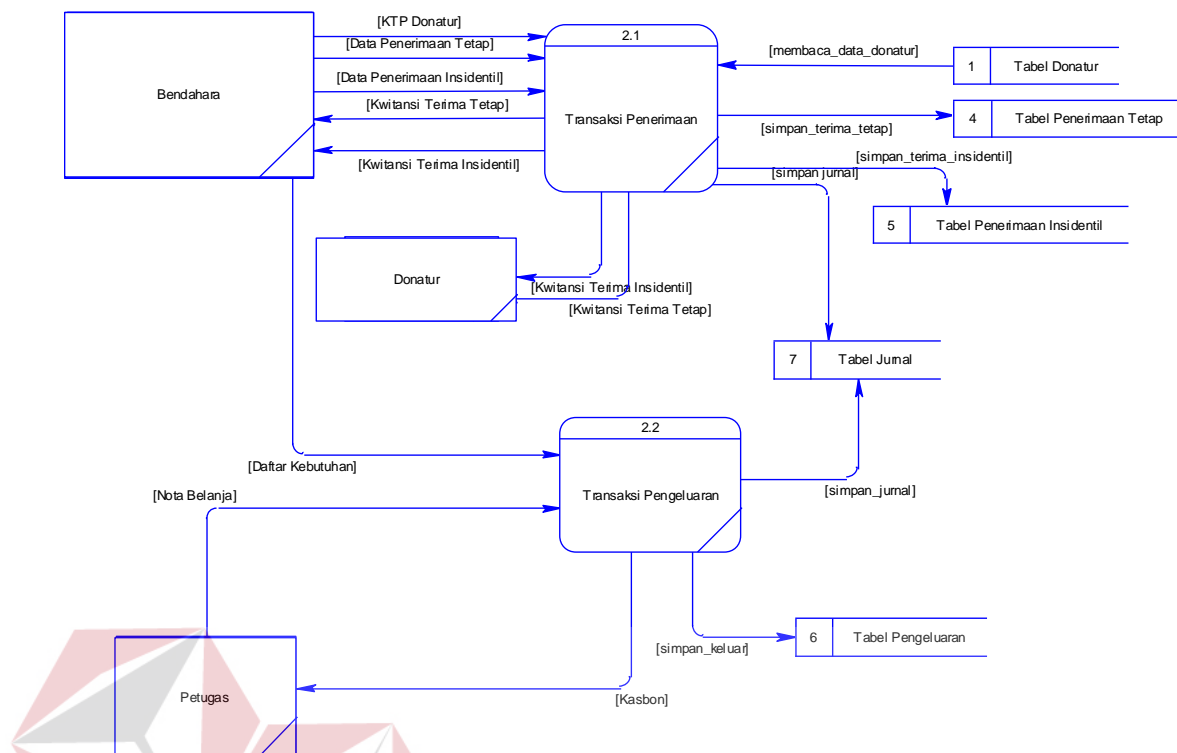 [KTP Donatur]
[Data Penerimaan Tetap]
[Data Penerimaan Insidentil]
[Kwitansi Terima Tetap]
[Kwitansi Terima Insidentil]
Bendahara
2.1
Transaksi Penerimaan
[membaca_data_donatur]
1 Tabel Donatur
4 Tabel Penerimaan Tetap
[simpan_terima_tetap]
[simpan_terima_insidentil]
[simpan jurnal]
5 Tabel Penerimaan Insidentil
Donatur
[Kwitansi Terima Insidentil]
[Kwitansi Terima Tetap]
7 Tabel Jurnal
2.2
Transaksi Pengeluaran
[Daftar Kebutuhan]
[Nota Belanja]
[simpan_jurnal]
6 Tabel Pengeluaran
[simpan_keluar]
Petugas
[Kasbon]